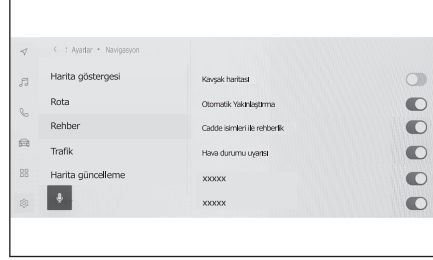 Ayarlar • Navigasyon
Harita göstergesi
Rota
Rehber
Trafik
Harita güncelleme
Kavşak haritası
Otomatik Yakınlaştırma
Cadde isimleri ile rehberlik
Hava durumu uyarısı
xxxxx
xxxxx